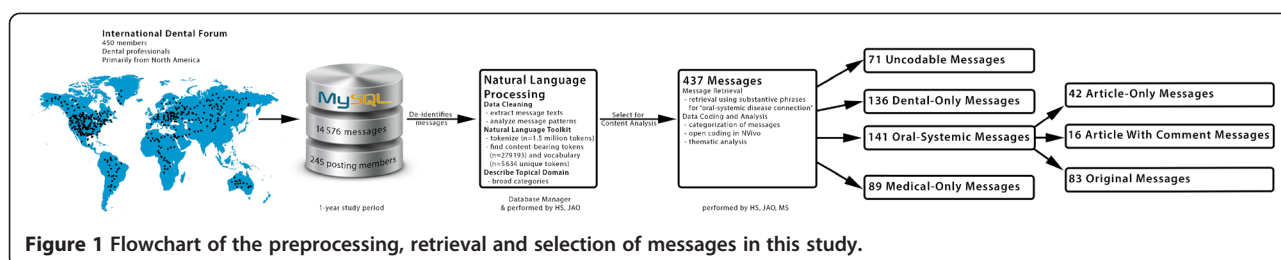 International Dental Forum
450 members
Dental professionals
Primarily from North America
MySQL
14 576 messages
245 posting members
1-year study period
De-Identifies
messages
Natural Language
Processing
Data Cleaning
- extract message texts
- analyze message patterns
Natural Language Toolkit
- tokenize (n=1.5 million tokens)
- find content-bearing tokens
(n=279193) and vocabulary
(n=5634 unique tokens)
Describe Topical Domain
- broad categories
Database Manager
& performed by HS, JAO
Select for
Content Analysis
437 Messages
Message Retrieval
- retrieval using substantive phrases
for "oral-systemic disease connection"
Data Coding and Analysis
- categorization of messages
- open coding in NVivo
- thematic analysis
performed by HS, JAO, MS
71 Uncodable Messages
136 Dental-Only Messages
141 Oral-Systemic Messages
89 Medical-Only Messages
42 Article-Only Messages
16 Article With Comment Messages
83 Original Messages
Figure 1 Flowchart of the preprocessing, retrieval and selection of messages in this study.